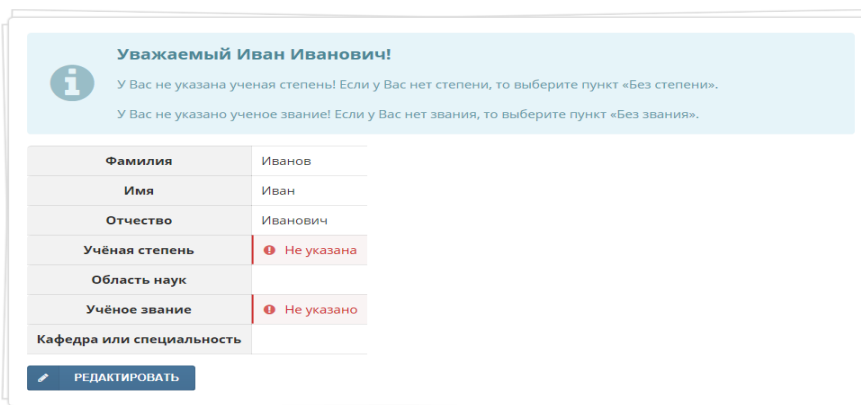 Уважаемый Иван Иванович!
У Вас не указана ученая степень! Если у Вас нет степени, то выберите пункт «Без степени».
У Вас не указано ученое звание! Если у Вас нет звания, то выберите пункт «Без звания».
Фамилия Иванов
Имя Иван
Отчество Иванович
Учёная степень Не указана
Область наук
Учёное звание Не указано
Кафедра или специальность
РЕДАКТИРОВАТЬ